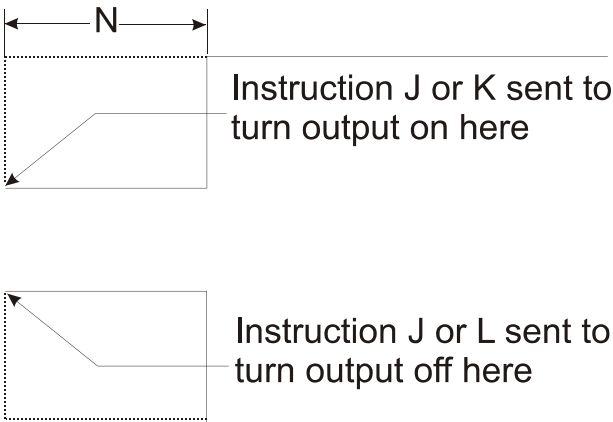 N
Instruction J or K sent to
turn output on here
Instruction J or L sent to
turn output off here